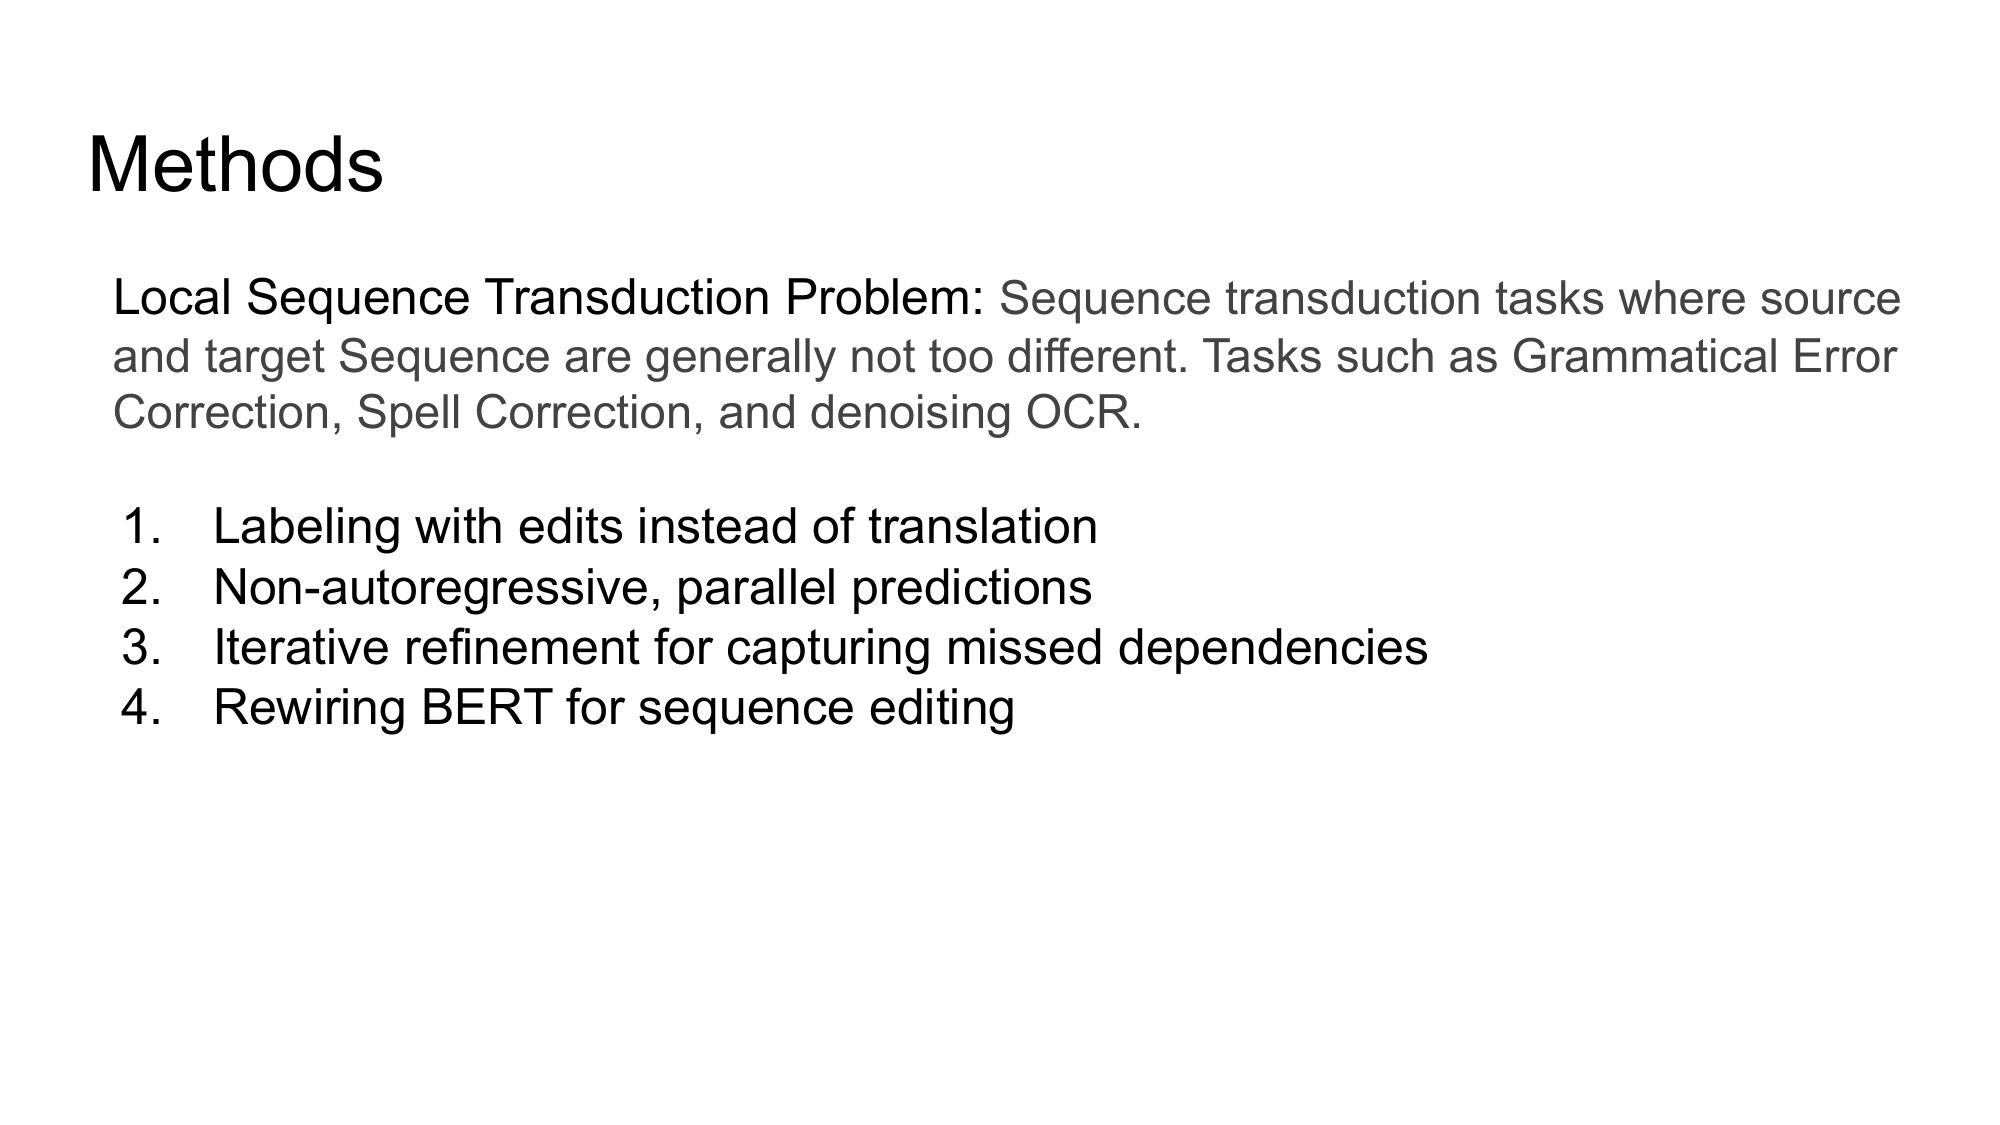 Methods
Local Sequence Transduction Problem: Sequence transduction tasks where source
and target Sequence are generally not too different. Tasks such as Grammatical Error
Correction, Spell Correction, and denoising OCR.
1. Labeling with edits instead of translation
2. Non-autoregressive, parallel predictions
3. Iterative refinement for capturing missed dependencies
4. Rewiring BERT for sequence editing